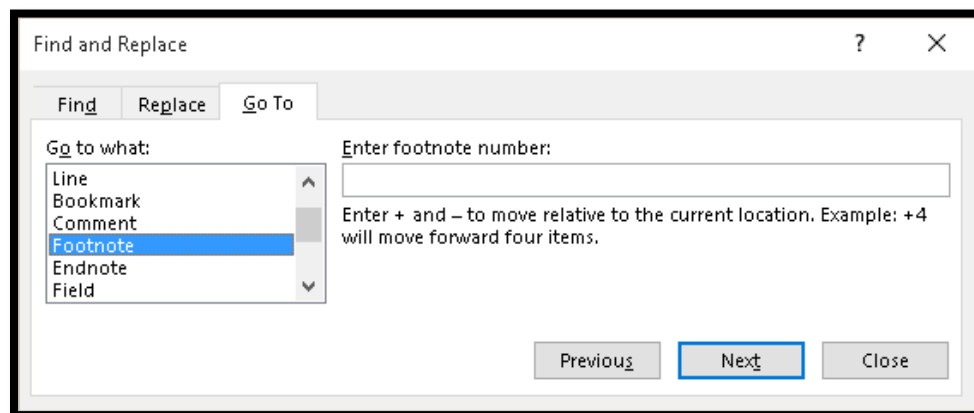 Find and Replace ?
Find Replace Go To
Go to what:
Line
Bookmark
Comment
Footnote
Endnote
Field
Enter footnote number:
Enter + and – to move relative to the current location. Example: +4
will move forward four items.
Previous Next Close